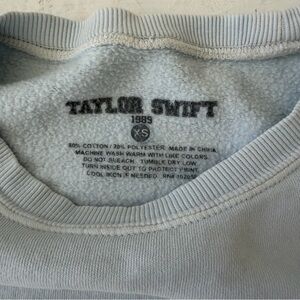 TAYLOR SWIFT
1989
XS
80% COTTON / 20% POLYESTER. MADE IN CHINA.
MACHINE WASH WARM WITH LIKE COLORS.
DO NOT BLEACH. TUMBLE DRY LOW.
TURN INSIDE OUT TO PROTECT PRINT.
COOL IRON IF NEEDED. RN#